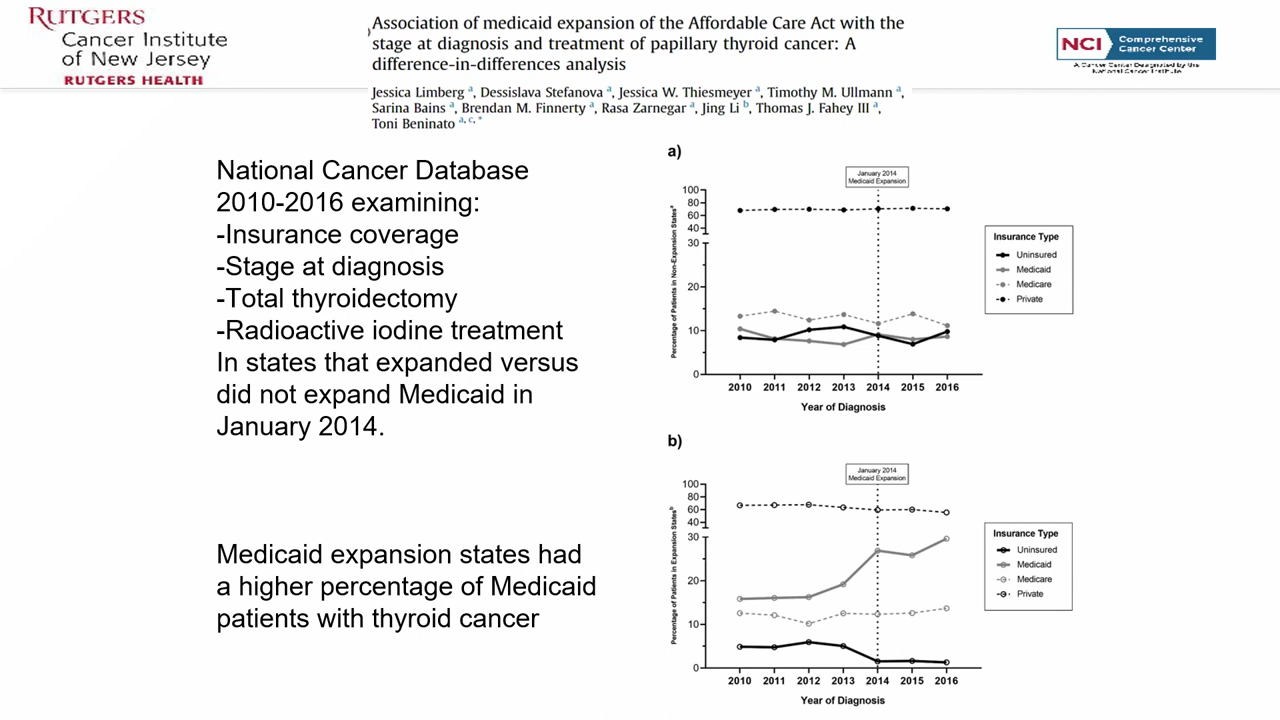 RUTGERS
Cancer Institute
of New Jersey
RUTGERS HEALTH
Association of medicaid expansion of the Affordable Care Act with the
stage at diagnosis and treatment of papillary thyroid cancer: A
difference-in-differences analysis
Jessica Limberg a, Dessislava Stefanova a, Jessica W. Thiesmeyer a, Timothy M. Ullmann a,
Sarina Bains a, Brendan M. Finnerty a, Rasa Zarnegar a, Jing Li b, Thomas J. Fahey III a,
Toni Beninato a, c, *
NCI
Comprehensive
Cancer Center
A Cancer Center Designated by the
National Cancer Institute
National Cancer Database
2010-2016 examining:
-Insurance coverage
-Stage at diagnosis
-Total thyroidectomy
-Radioactive iodine treatment
In states that expanded versus
did not expand Medicaid in
January 2014.
Medicaid expansion states had
a higher percentage of Medicaid
patients with thyroid cancer
a)
January 2014
Medicaid Expansion
Percentage of Patients in Non-Expansion States a
100
80
60
40
30
20
10
0
2010 2011 2012 2013 2014 2015 2016
Year of Diagnosis
Insurance Type
Uninsured
Medicaid
Medicare
Private
b)
January 2014
Medicaid Expansion
Percentage of Patients in Expansion States b
100
80
60
40
30
20
10
0
2010 2011 2012 2013 2014 2015 2016
Year of Diagnosis
Insurance Type
Uninsured
Medicaid
Medicare
Private